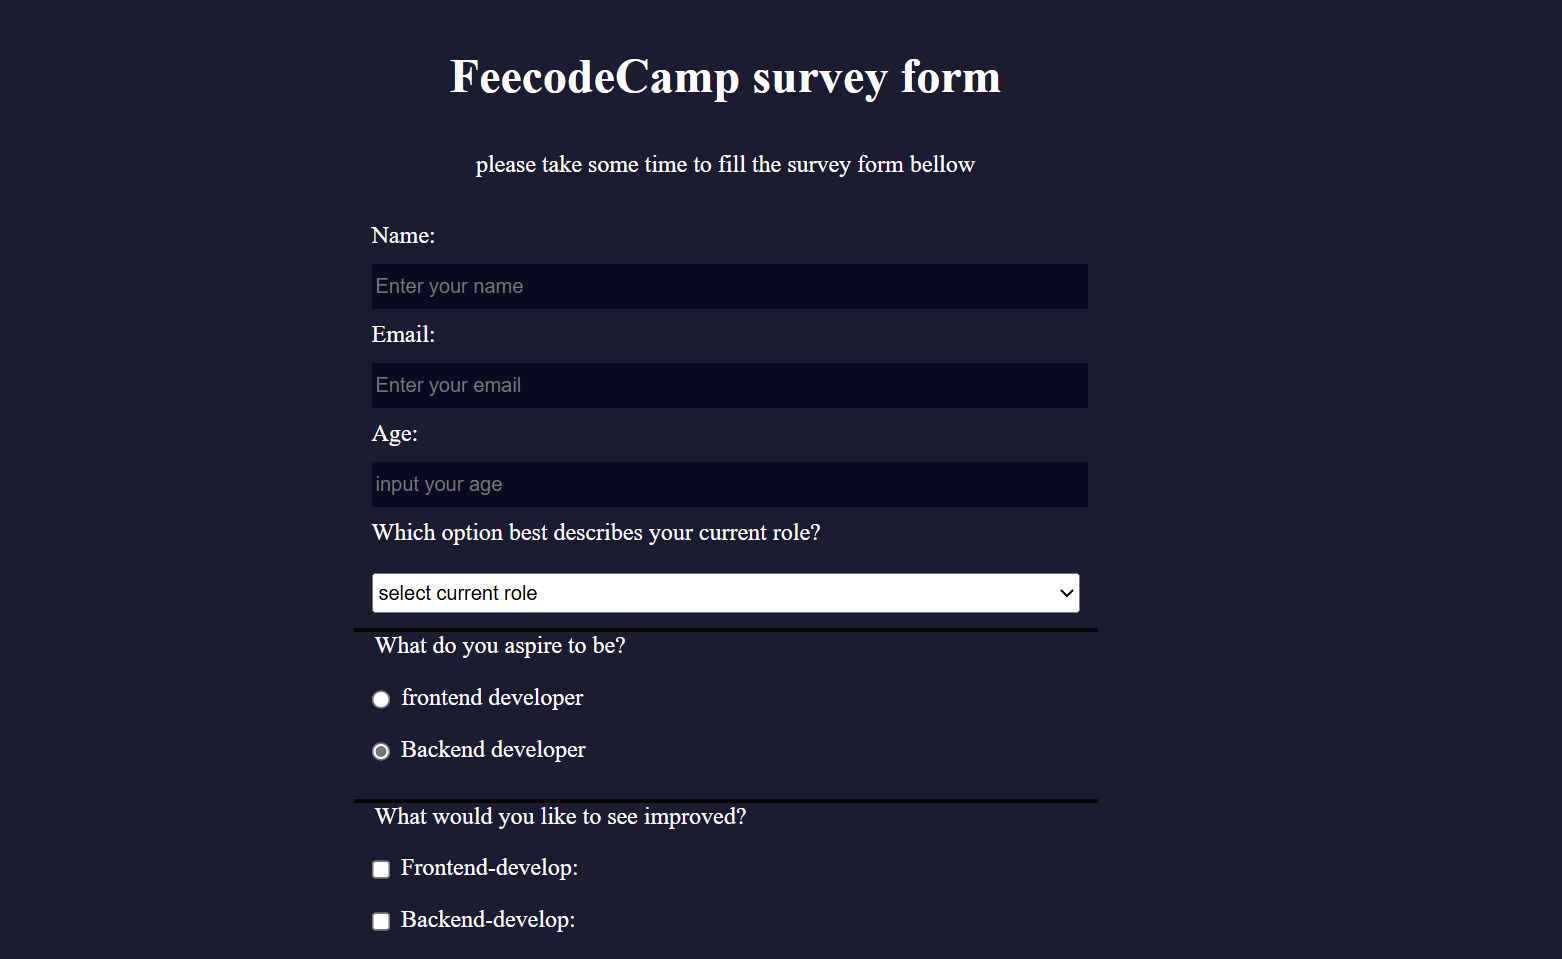 FeecodeCamp survey form
please take some time to fill the survey form bellow
Name:
Enter your name
Email:
Enter your email
Age:
input your age
Which option best describes your current role?
select current role
What do you aspire to be?
frontend developer
Backend developer
What would you like to see improved?
Frontend-develop:
Backend-develop: